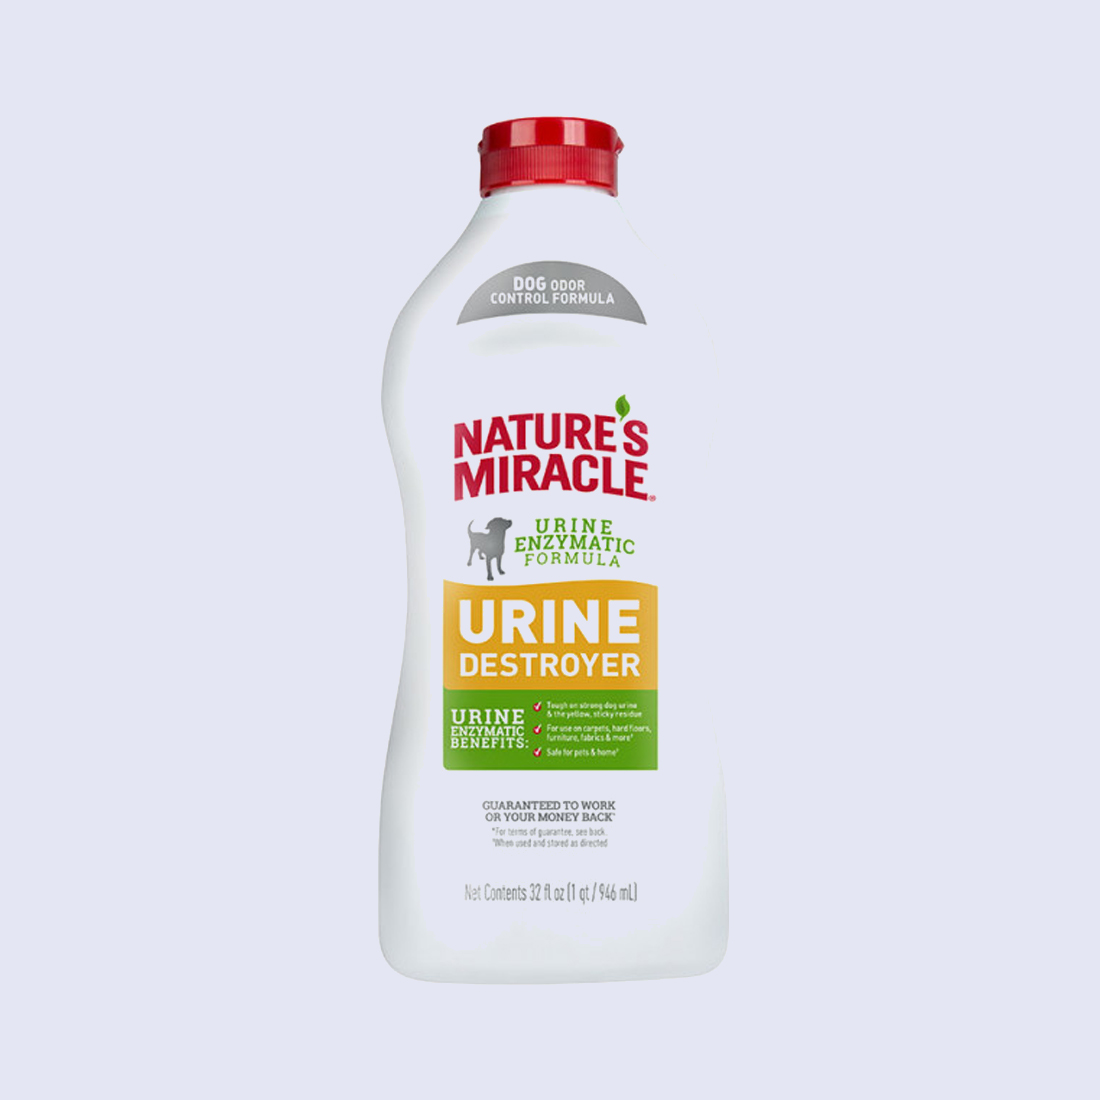 DOG ODOR
CONTROL FORMULA
NATURE'S
MIRACLE®
URINE
ENZYMATIC
FORMULA
URINE
DESTROYER
URINE
ENZYMATIC
BENEFITS:
Tough on strong dog urine
& the yellow, sticky residue
For use on carpets, hard floors,
furniture, fabrics & more†
Safe for pets & home†
GUARANTEED TO WORK
OR YOUR MONEY BACK*
*For terms of guarantee, see back.
†When used and stored as directed
Net Contents 32 fl oz (1 qt / 946 mL)